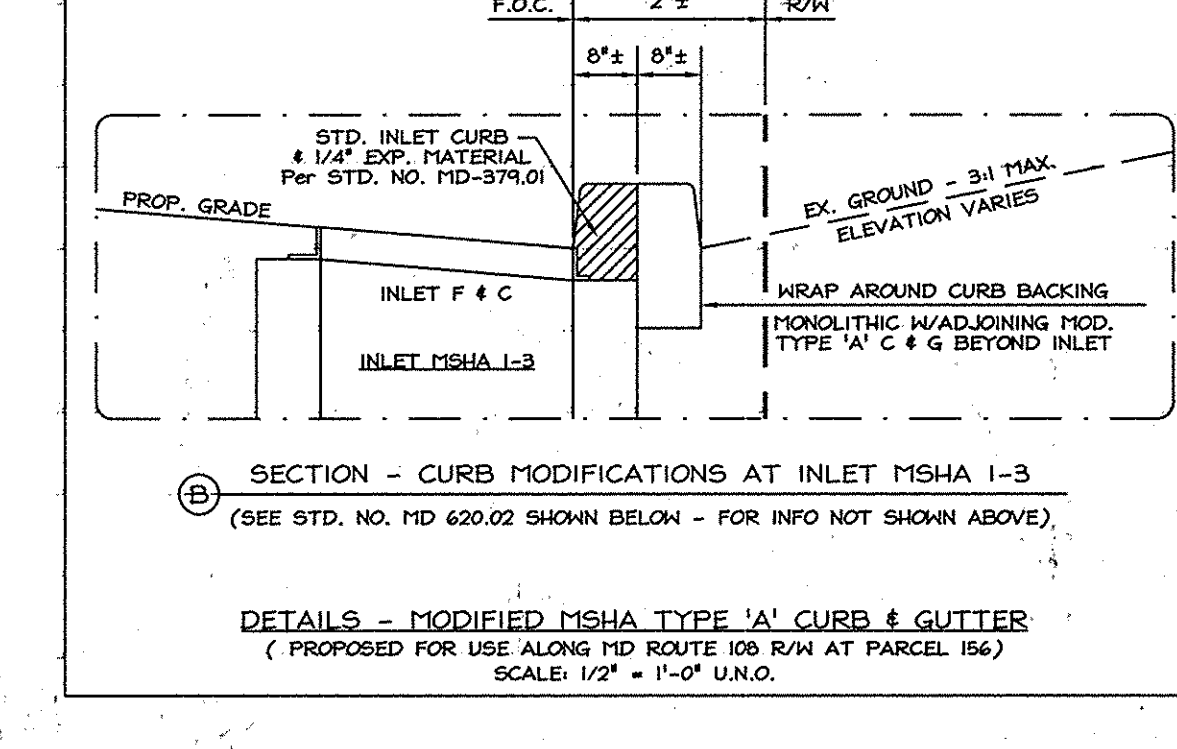 F.O.C. 2'± R/W
8"± 8"±
STD. INLET CURB
& 1/4" EXP. MATERIAL
Per STD. NO. MD-379.01
PROP. GRADE
EX. GROUND - 3:1 MAX.
ELEVATION VARIES
INLET F & C
WRAP AROUND CURB BACKING
MONOLITHIC W/ADJOINING MOD.
TYPE 'A' C & G BEYOND INLET
INLET MSHA I-3
B
SECTION - CURB MODIFICATIONS AT INLET MSHA I-3
(SEE STD. NO. MD 620.02 SHOWN BELOW - FOR INFO NOT SHOWN ABOVE)
DETAILS - MODIFIED MSHA TYPE 'A' CURB & GUTTER
( PROPOSED FOR USE ALONG MD ROUTE 108 R/W AT PARCEL 156)
SCALE: 1/2" = 1'-0" U.N.O.